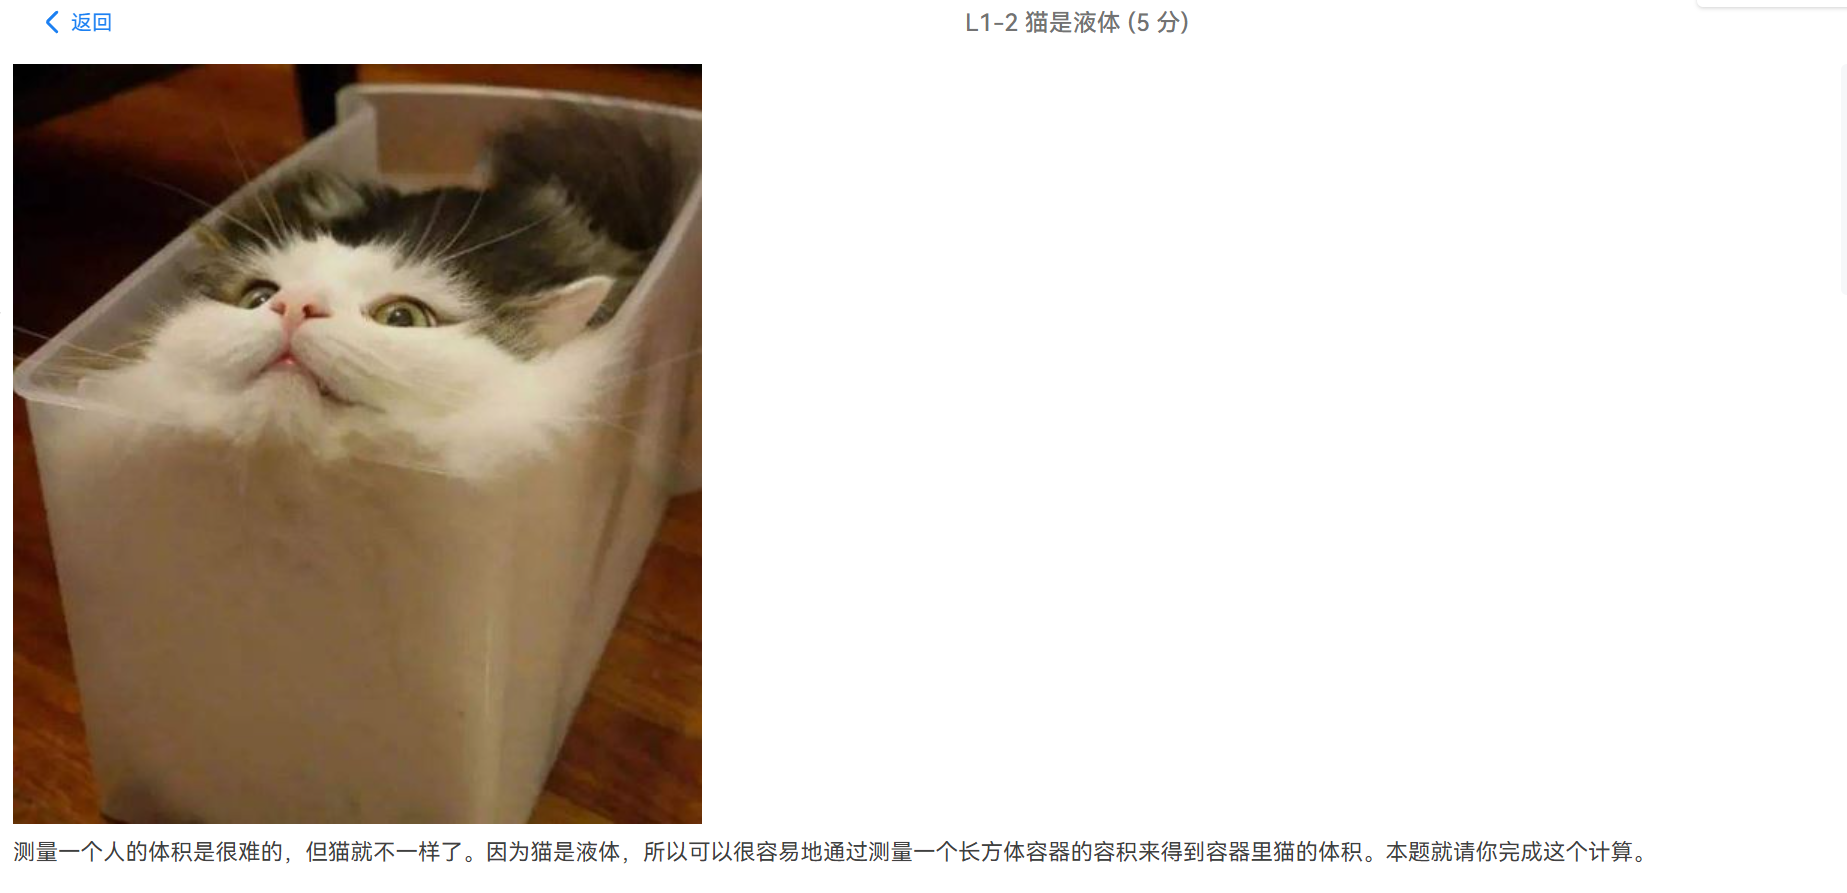 返回
L1-2 猫是液体 (5 分)
测量一个人的体积是很难的，但猫就不一样了。因为猫是液体，所以可以很容易地通过测量一个长方体容器的容积来得到容器里猫的体积。本题就请你完成这个计算。